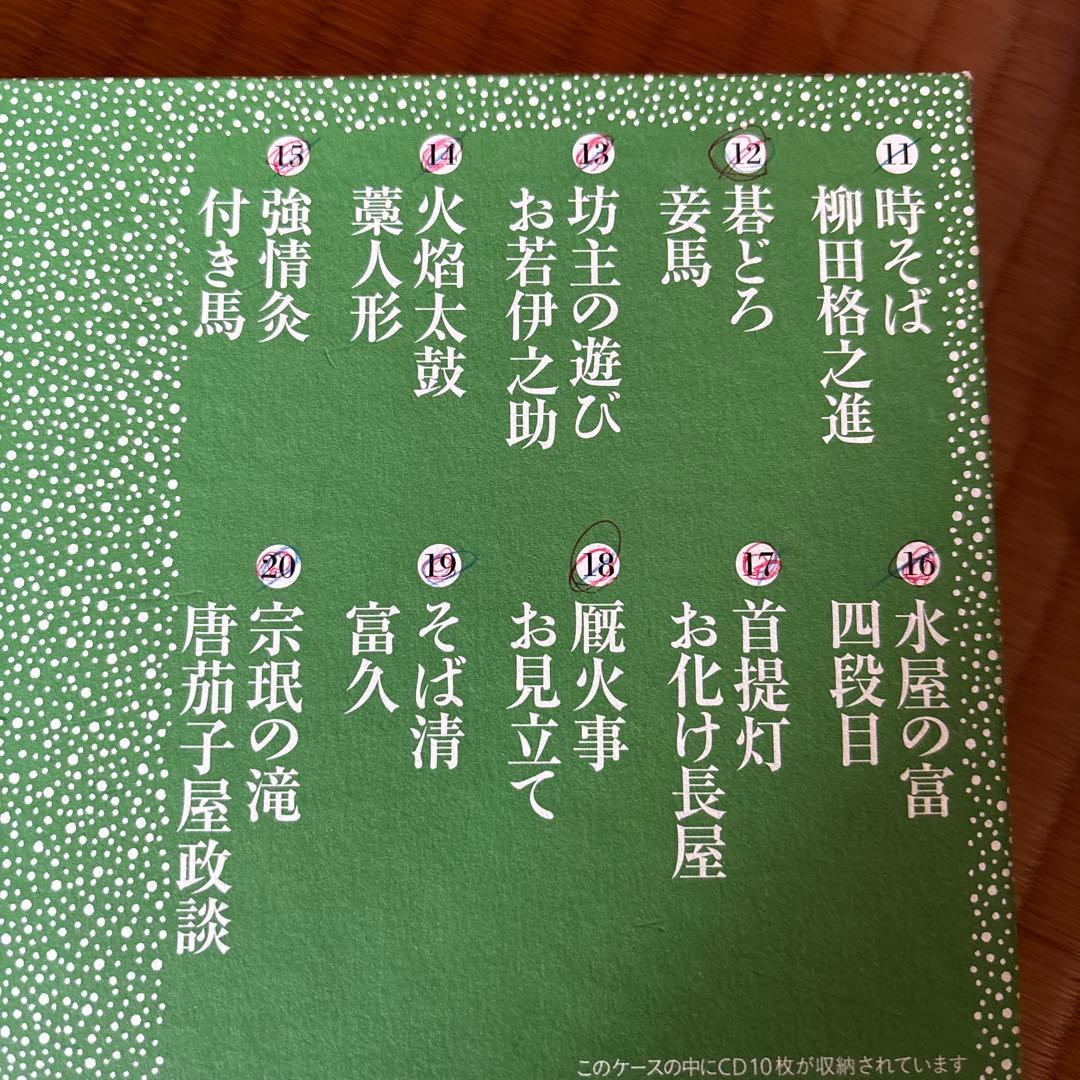 11
時そば
柳田格之進
12
碁どろ
妾馬
13
坊主の遊び
お若伊之助
14
火焔太鼓
藁人形
15
強情灸
付き馬
16
水屋の富
四段目
17
首提灯
お化け長屋
18
厩火事
お見立て
19
そば清
富久
20
宗珉の滝
唐茄子屋政談
このケースの中にCD10枚が収納されています